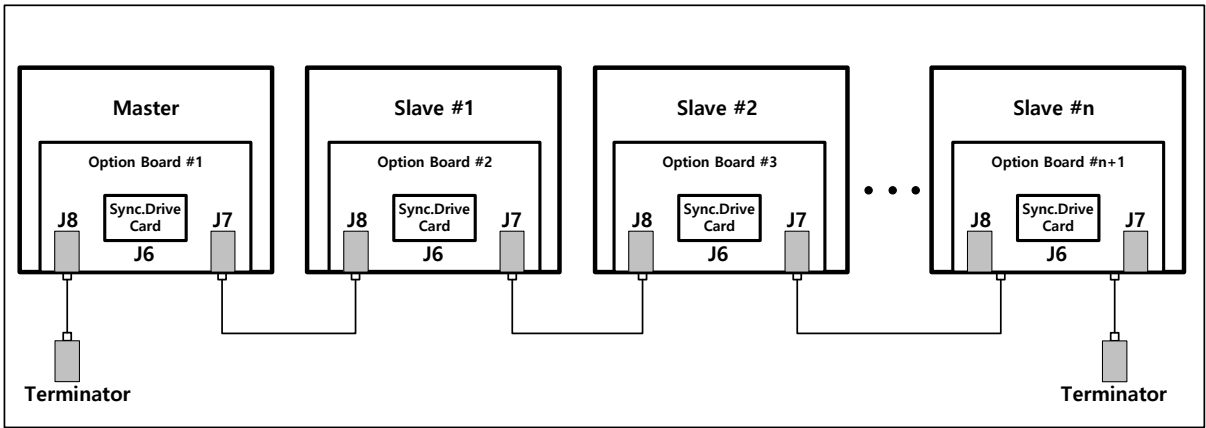 Master
Slave #1
Slave #2
Slave #n
Option Board #1
Option Board #2
Option Board #3
Option Board #n+1
J8
Sync.Drive
Card
J7
J6
J8
Sync.Drive
Card
J7
J6
J8
Sync.Drive
Card
J7
J6
J8
Sync.Drive
Card
J7
J6
Terminator
Terminator